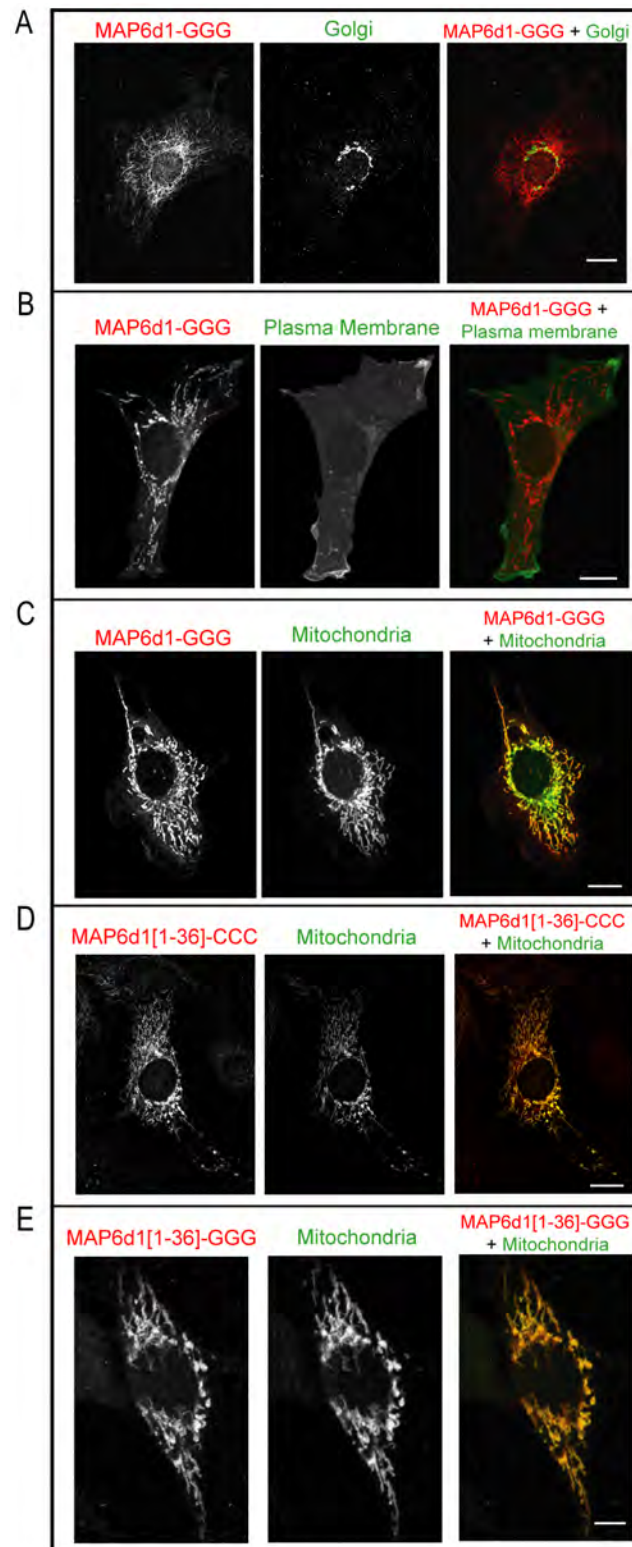 A
MAP6d1-GGG
Golgi
MAP6d1-GGG + Golgi
B
MAP6d1-GGG
Plasma Membrane
MAP6d1-GGG +
Plasma membrane
C
MAP6d1-GGG
Mitochondria
MAP6d1-GGG
+ Mitochondria
D
MAP6d1[1-36]-CCC
Mitochondria
MAP6d1[1-36]-CCC
+ Mitochondria
E
MAP6d1[1-36]-GGG
Mitochondria
MAP6d1[1-36]-GGG
+ Mitochondria